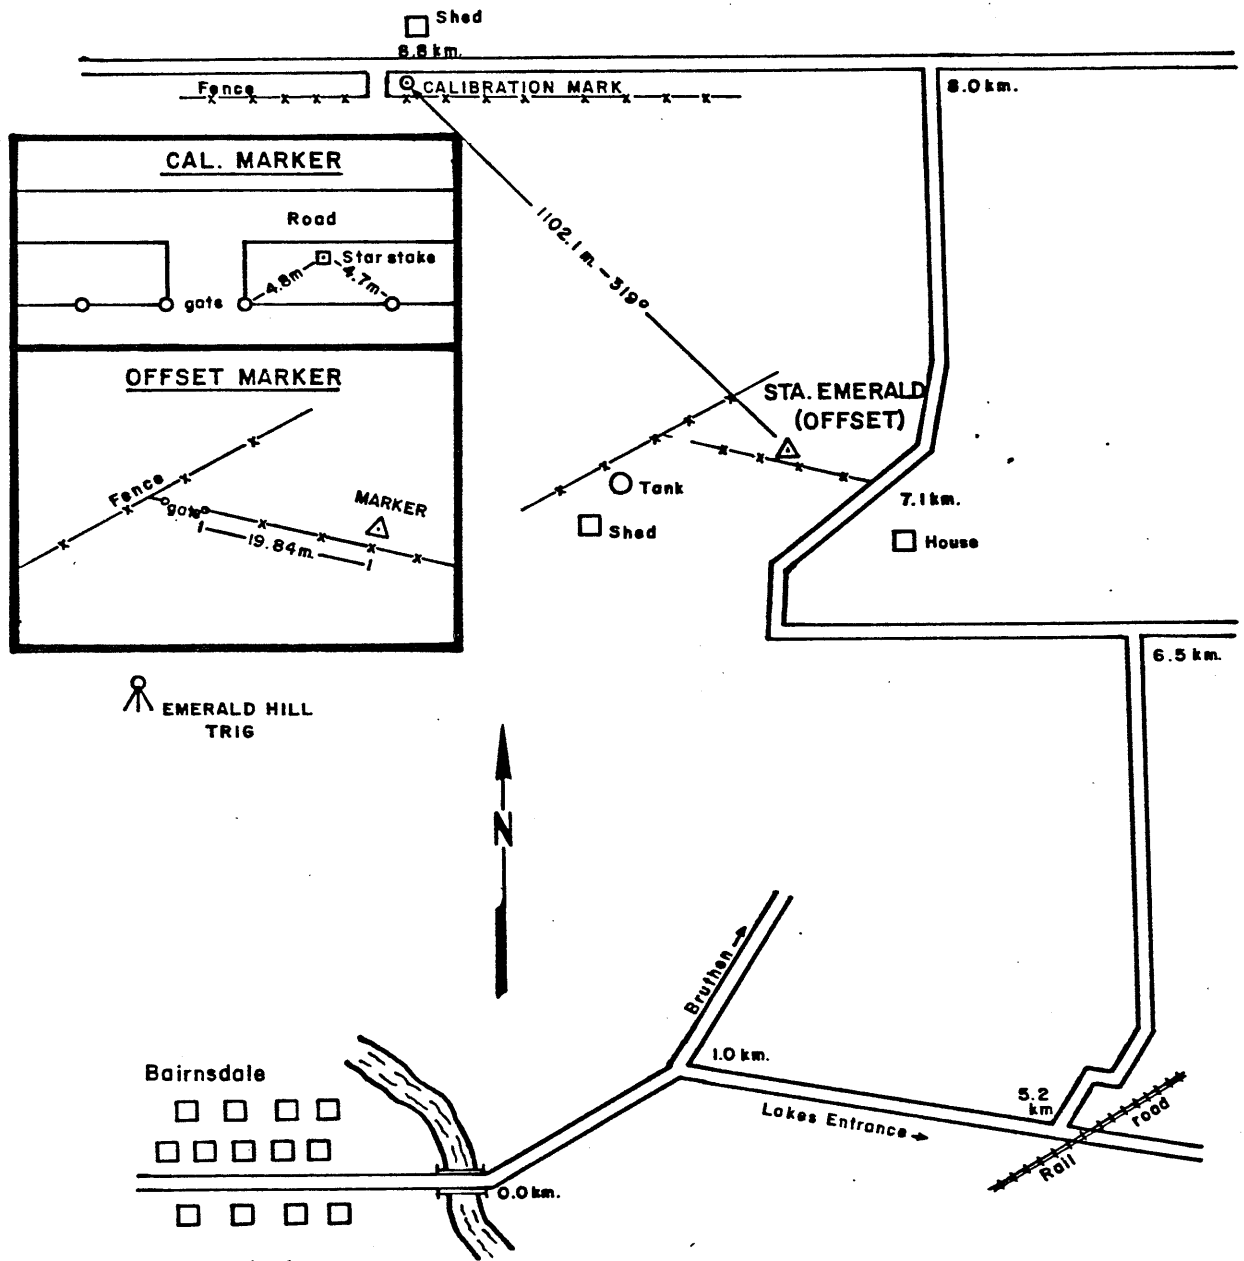 Shed
8.8 km.
Fence
CALIBRATION MARK
8.0 km.
CAL. MARKER
Road
Star stake
4.8m
4.7m
gate
1102.1 m. - 319°
OFFSET MARKER
Fence
gate
MARKER
19.84 m.
STA. EMERALD
(OFFSET)
Tank
Shed
7.1 km.
House
6.5 km.
EMERALD HILL
TRIG
N
Bruthen
1.0 km.
Bairnsdale
Lakes Entrance
5.2
km
Rail
road
0.0 km.